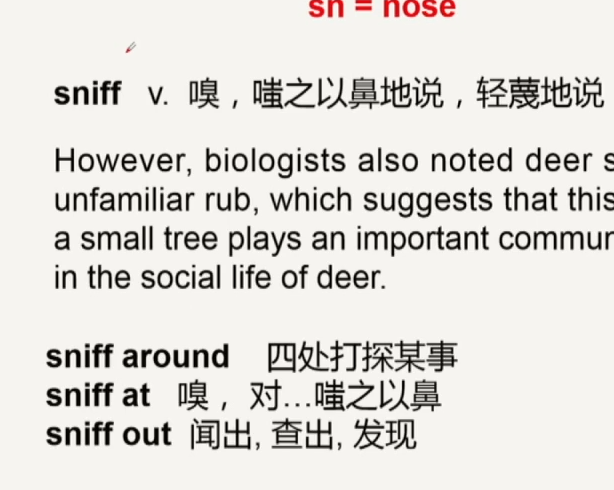 sn = nose
sniff v. 嗅，嗤之以鼻地说，轻蔑地说
However, biologists also noted deer
unfamiliar rub, which suggests that this
a small tree plays an important
in the social life of deer.
sniff around 四处打探某事
sniff at 嗅， 对…嗤之以鼻
sniff out 闻出, 查出, 发现